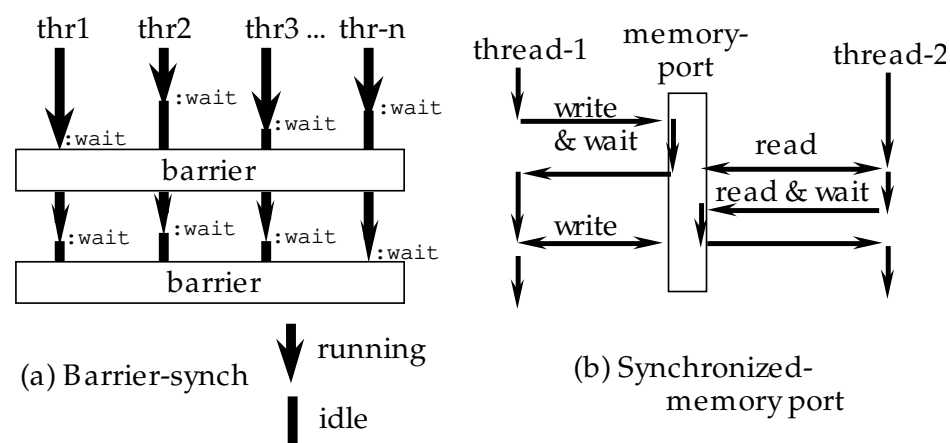 thr1 thr2 thr3 ... thr-n
:wait
:wait
:wait
:wait
barrier
:wait
:wait
:wait
:wait
barrier
running
idle
(a) Barrier-synch
thread-1
memory-
port
thread-2
write
& wait
read
read & wait
write
(b) Synchronized-
memory port